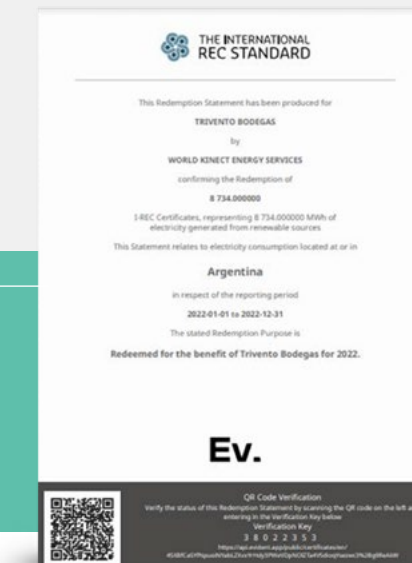 THE INTERNATIONAL
REC STANDARD
This Redemption Statement has been produced for
TRIVENTO BODEGAS
by
WORLD KINECT ENERGY SERVICES
confirming the Redemption of
8 734.000000
I-REC Certificates, representing 8 734.000000 MWh of
electricity generated from renewable sources
This Statement relates to electricity consumption located at or in
Argentina
in respect of the reporting period
2022-01-01 to 2022-12-31
The stated Redemption Purpose is
Redeemed for the benefit of Trivento Bodegas for 2022.
Ev.
QR Code Verification
Verify the status of this Redemption Statement by scanning the QR code on the left a
entering in the Verification Key below
Verification Key
3 8 0 2 2 3 5 3